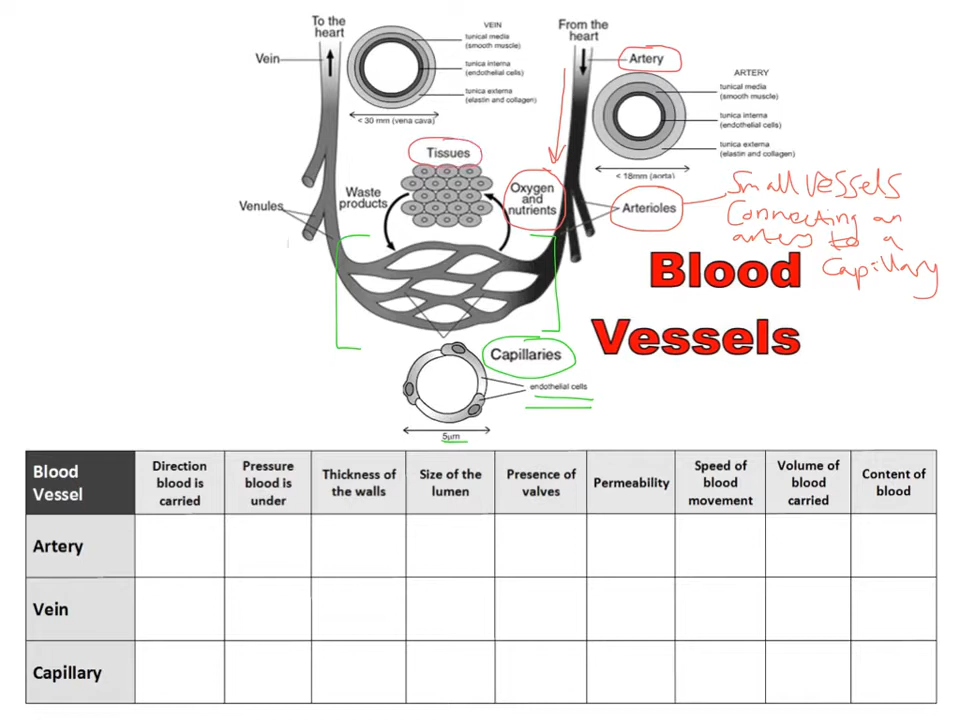 To the
heart
Vein
VEIN
tunical media
(smooth muscle)
tunica interna
(endothelial cells)
tunica externa
(elastin and collagen)
< 30 mm (vena cava)
From the
heart
Artery
ARTERY
tunical media
(smooth muscle)
tunica interna
(endothelial cells)
tunica externa
(elastin and collagen)
< 18mm (aorta)
Tissues
Waste
products
Oxygen
and
nutrients
Venules
Arterioles
Small vessels
Connecting an
artery to a
Capillary
Blood
Vessels
Capillaries
endothelial cells
5µm
Blood
Vessel
Direction
blood is
carried
Pressure
blood is
under
Thickness of
the walls
Size of the
lumen
Presence of
valves
Permeability
Speed of
blood
movement
Volume of
blood
carried
Content of
blood
Artery
Vein
Capillary